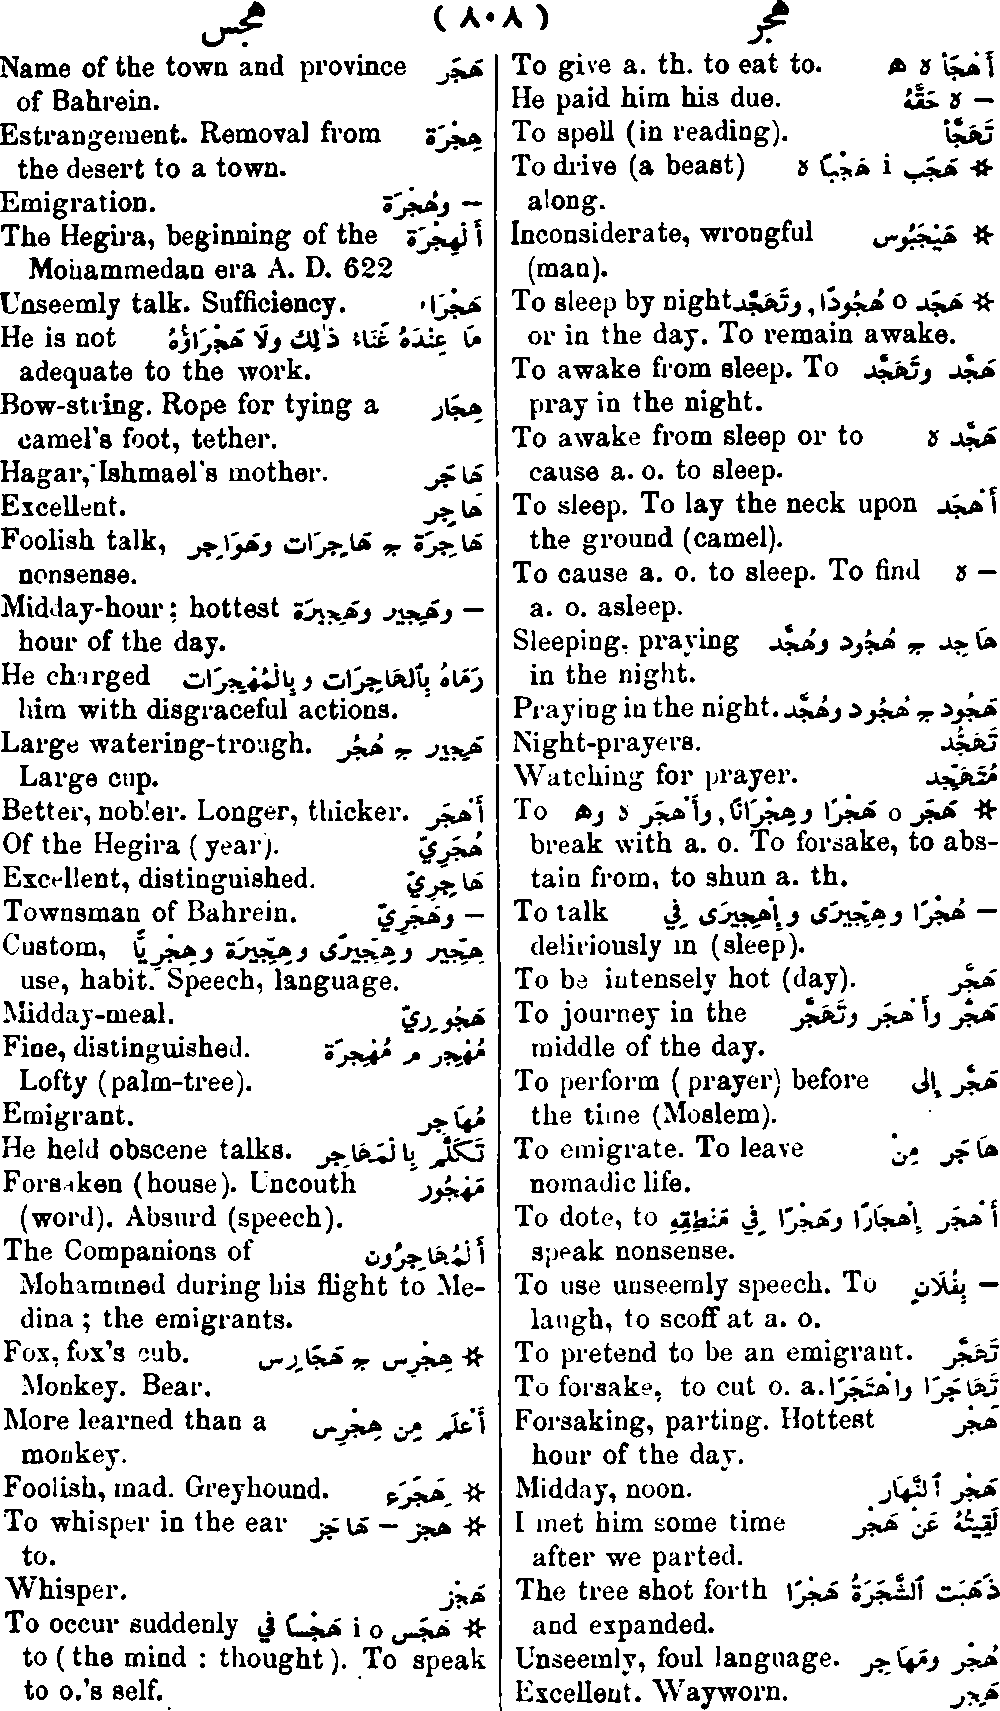 هجر ( ٨٠٨ ) هجس
To give a. th. to eat to. أَهْجَأَ ه ه
He paid him his due. — ه حَقَّهُ
To spell (in reading). تَهَجَّأَ
To drive (a beast) ✲ هَجَب i هَجْبًا ه
along.
Inconsiderate, wrongful ✲ هَيْجَبُوس
(man).
To sleep by night ✲ هَجَد o هُجُودًا, وتَهَجَّد
or in the day. To remain awake.
To awake from sleep. To هَجَّد وتَهَجَّد
pray in the night.
To awake from sleep or to هَجَّد ه
cause a. o. to sleep.
To sleep. To lay the neck upon أَهْجَد
the ground (camel).
To cause a. o. to sleep. To find — ه
a. o. asleep.
Sleeping, praying هَاجِد ج هُجُود وهُجَّد
in the night.
Praying in the night. هَجُود ج هُجُود وهُجَّد
Night-prayers. تَهَجُّد
Watching for prayer. مُتَهَجِّد
To ✲ هَجَر o هَجْرًا وهِجْرَانًا, وأَهْجَر ه وه
break with a. o. To forsake, to abs-
tain from, to shun a. th.
To talk — هُجْرًا وهِجِّيرَى وإِهْجِيرَى فِي
deliriously in (sleep).
To be intensely hot (day). هَجَّر
To journey in the هَجَّر وأَهْجَر وتَهَجَّر
middle of the day.
To perform (prayer) before هَجَّر إِلى
the time (Moslem).
To emigrate. To leave هَاجَر مِنْ
nomadic life.
To dote, to أَهْجَر إِهْجَارًا وهَجْرًا فِي مَنْطِقِهِ
speak nonsense.
To use unseemly speech. To — بِفُلَانٍ
laugh, to scoff at a. o.
To pretend to be an emigrant. تَهَجَّر
To forsake, to cut o. a. تَهَاجَرَا واهْتَجَرَا
Forsaking, parting. Hottest هَجْر
hour of the day.
Midday, noon. هَجْر ٱلنَّهَار
I met him some time لَقِيتُهُ عَنْ هَجْر
after we parted.
The tree shot forth ذَهَبَت ٱلشَّجَرَةُ هَجْرًا
and expanded.
Unseemly, foul language. هُجْر ومَهَاجِر
Excellent. Wayworn. هَجِر
Name of the town and province هَجَر
of Bahrein.
Estrangement. Removal from هِجْرَة
the desert to a town.
Emigration. — وهُجْرَة
The Hegira, beginning of the أَلْهِجْرَة
Mohammedan era A. D. 622
Unseemly talk. Sufficiency. هَجْرَاء
He is not مَا عِنْدَهُ غَنَاء ذٰلِك ولَا هَجْرَاؤُهُ
adequate to the work.
Bow-string. Rope for tying a هِجَار
camel's foot, tether.
Hagar, Ishmael's mother. هَاجَر
Excellent. هَاجِر
Foolish talk, هَاجِرَة ج هَاجِرَات وهَوَاجِر
nonsense.
Midday-hour; hottest — وهَجِير وهَجِيرَة
hour of the day.
He charged رَمَاهُ بِٱلهَاجِرَات وبِالْمُهْجِرَات
him with disgraceful actions.
Large watering-trough. هَجِير ج هُجُر
Large cup.
Better, nobler. Longer, thicker. أَهْجَر
Of the Hegira (year). هُجَرِيّ
Excellent, distinguished. هَاجِرِيّ
Townsman of Bahrein. — وهَجَرِيّ
Custom, هِجِّير وهِجِّيرَى وهِجِّيرَة وهِجْرِيًّا
use, habit. Speech, language.
Midday-meal. هَجُورِيّ
Fine, distinguished. مُهْجِر م مُهْجِرَة
Lofty (palm-tree).
Emigrant. مُهَاجِر
He held obscene talks. تَكَلَّم بِالْمَهَاجِر
Forsaken (house). Uncouth مَهْجُور
(word). Absurd (speech).
The Companions of أَلْمُهَاجِرُون
Mohammed during his flight to Me-
dina ; the emigrants.
Fox, fox's cub. ✲ هِجْرِس ج هَجَارِس
Monkey. Bear.
More learned than a أَعْلَم مِن هِجْرِس
monkey.
Foolish, mad. Greyhound. ✲ هِجْرَع
To whisper in the ear ✲ هجز — هَاجَز
to.
Whisper. هَجْز
To occur suddenly ✲ هَجَس i o هَجْسًا فِي
to (the mind : thought). To speak
to o.'s self.